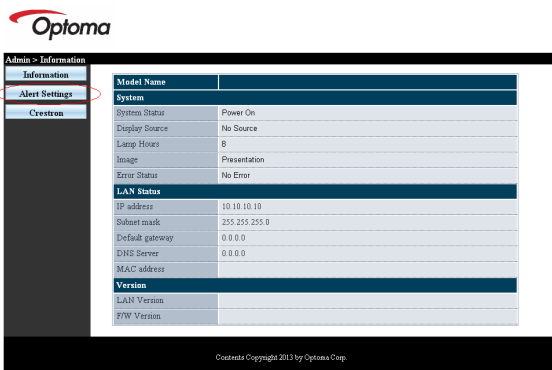 Optoma
Admin > Information
Information
Alert Settings
Crestron
Model Name
System
System Status Power On
Display Source No Source
Lamp Hours 8
Image Presentation
Error Status No Error
LAN Status
IP address 10.10.10.10
Subnet mask 255.255.255.0
Default gateway 0.0.0.0
DNS Server 0.0.0.0
MAC address
Version
LAN Version
F/W Version
Contents Copyright 2013 by Optoma Corp.